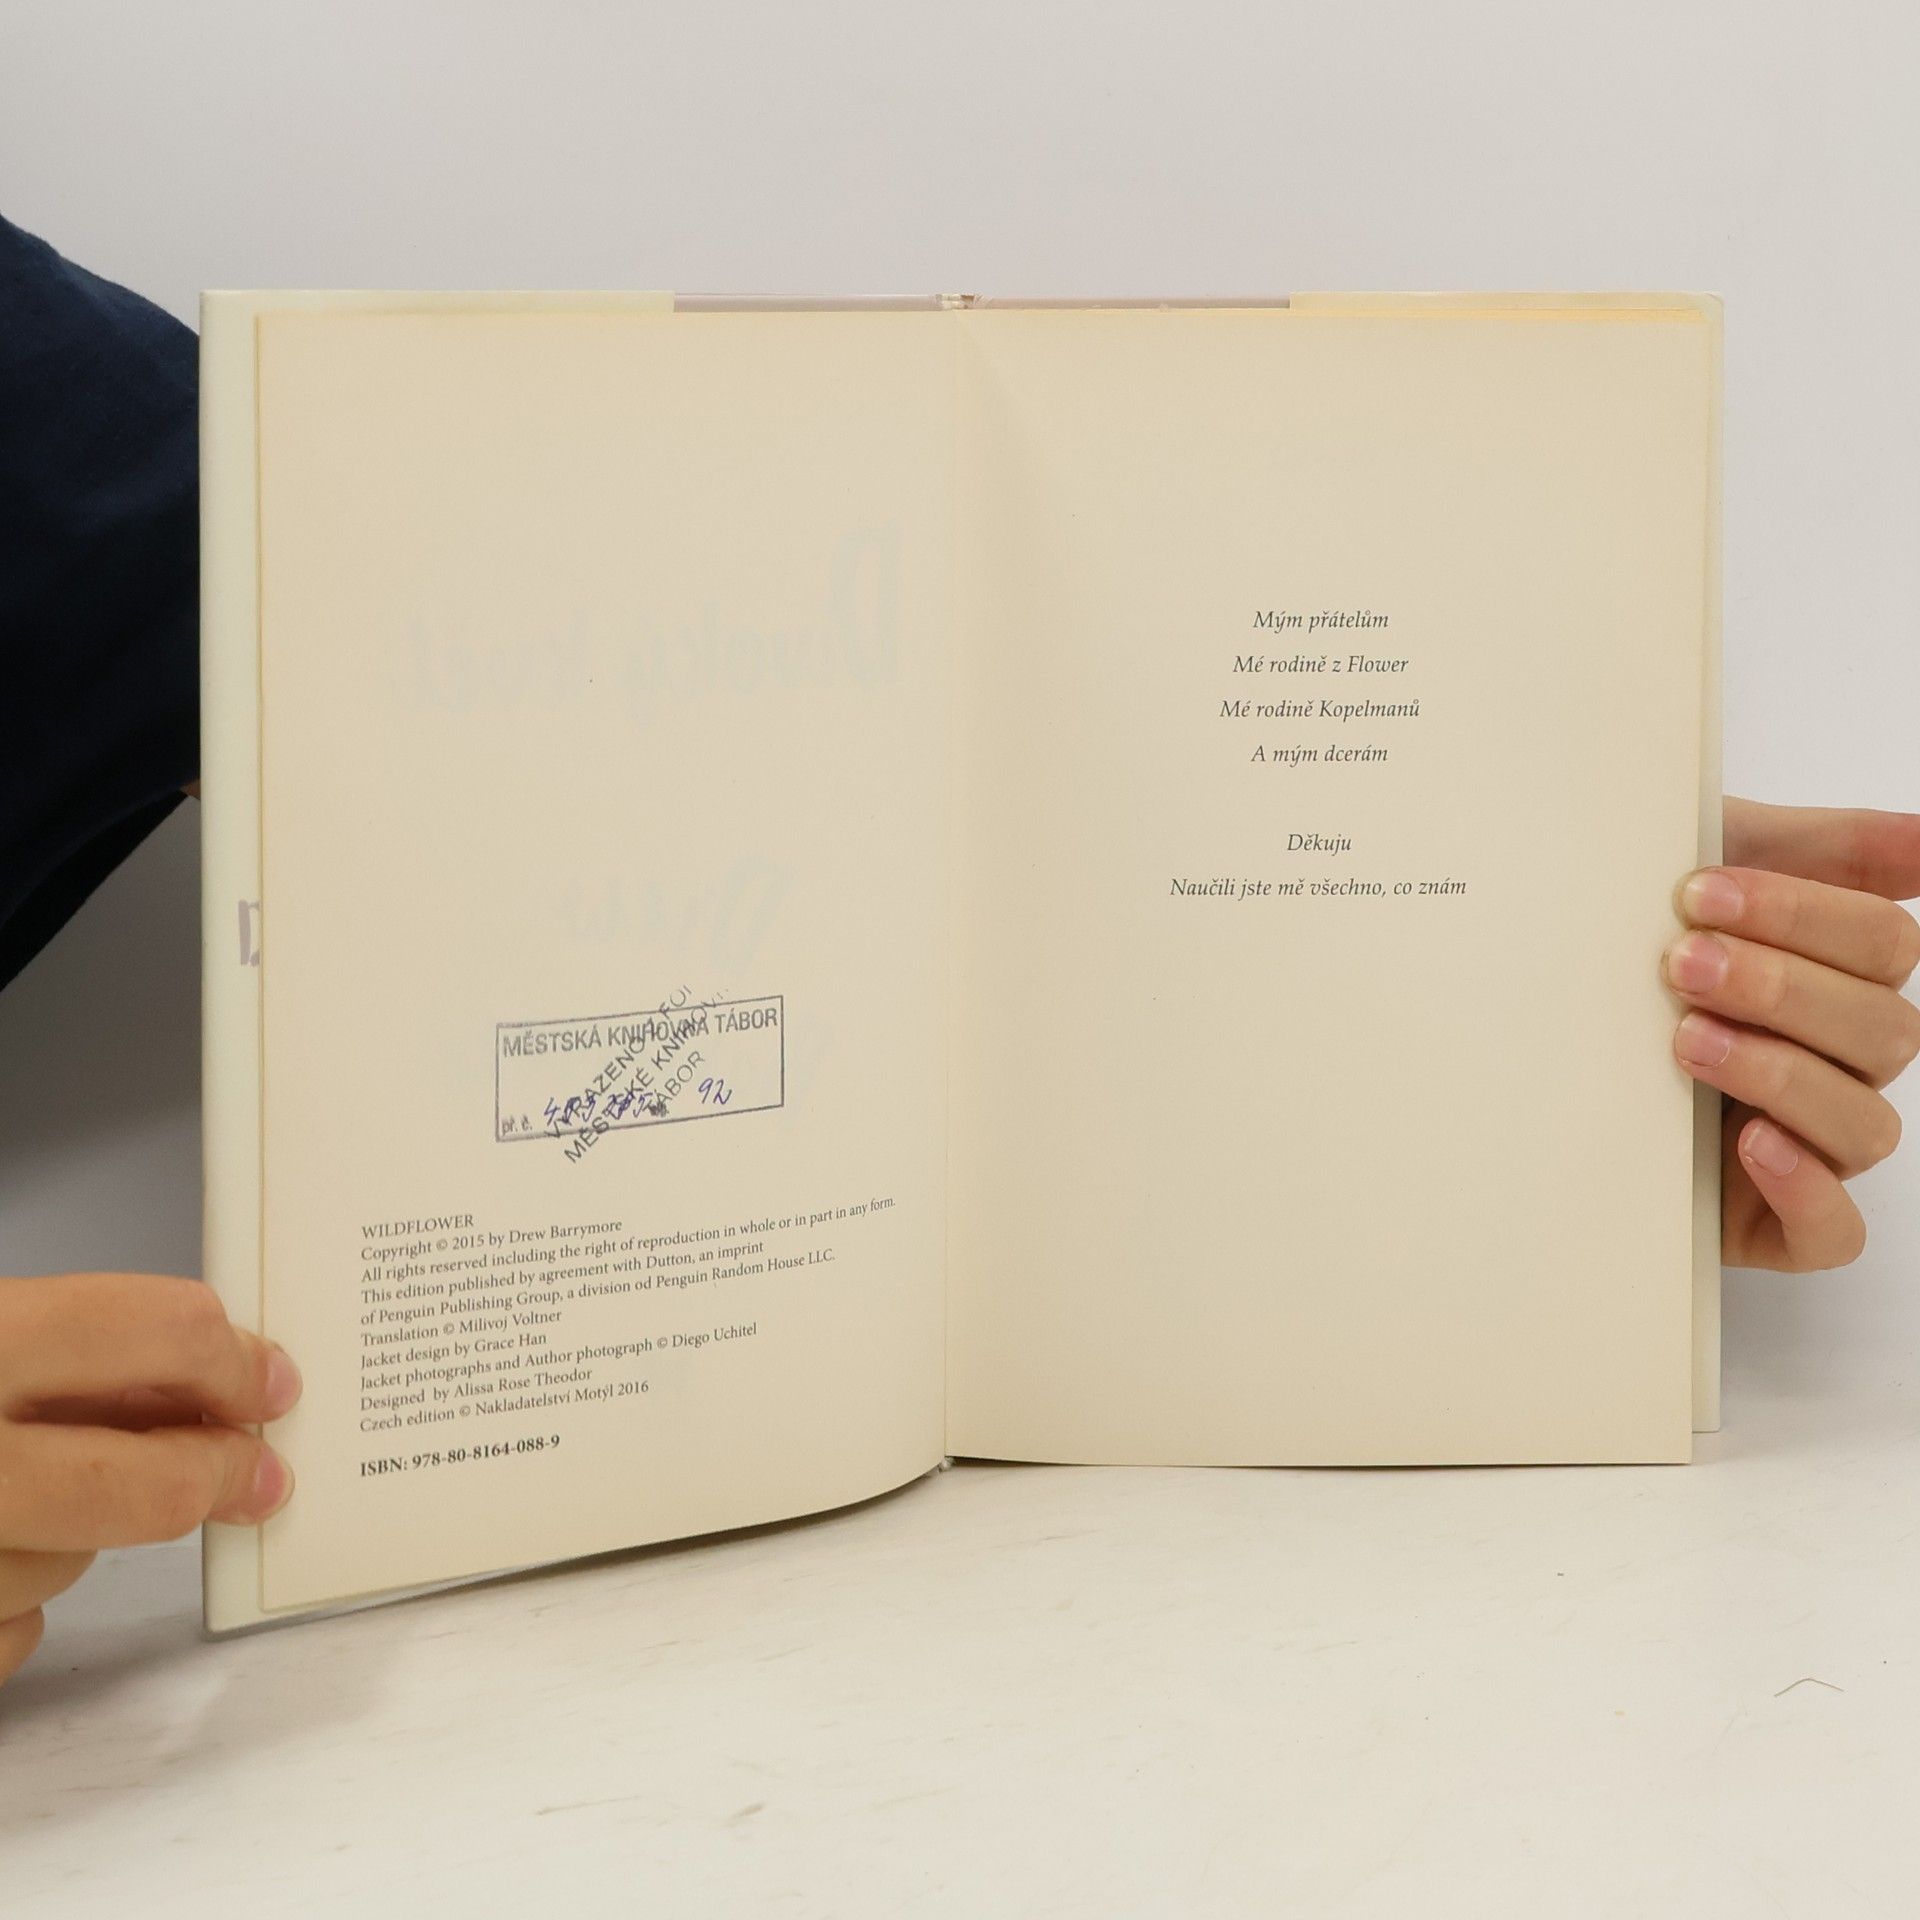 MĚSTSKÁ KNIHOVNA TÁBOR
př. č.
92
MĚSTSKÉ KNIHOVN
TÁBOR
WILDFLOWER
Copyright © 2015 by Drew Barrymore
All rights reserved including the right of reproduction in whole or in part in any form.
This edition published by agreement with Dutton, an imprint
of Penguin Publishing Group, a division od Penguin Random House LLC.
Translation © Milivoj Voltner
Jacket design by Grace Han
Jacket photographs and Author photograph © Diego Uchitel
Designed by Alissa Rose Theodor
Czech edition © Nakladatelství Motýl 2016
ISBN: 978-80-8164-088-9
Mým přátelům
Mé rodině z Flower
Mé rodině Kopelmanů
A mým dcerám
Děkuju
Naučili jste mě všechno, co znám